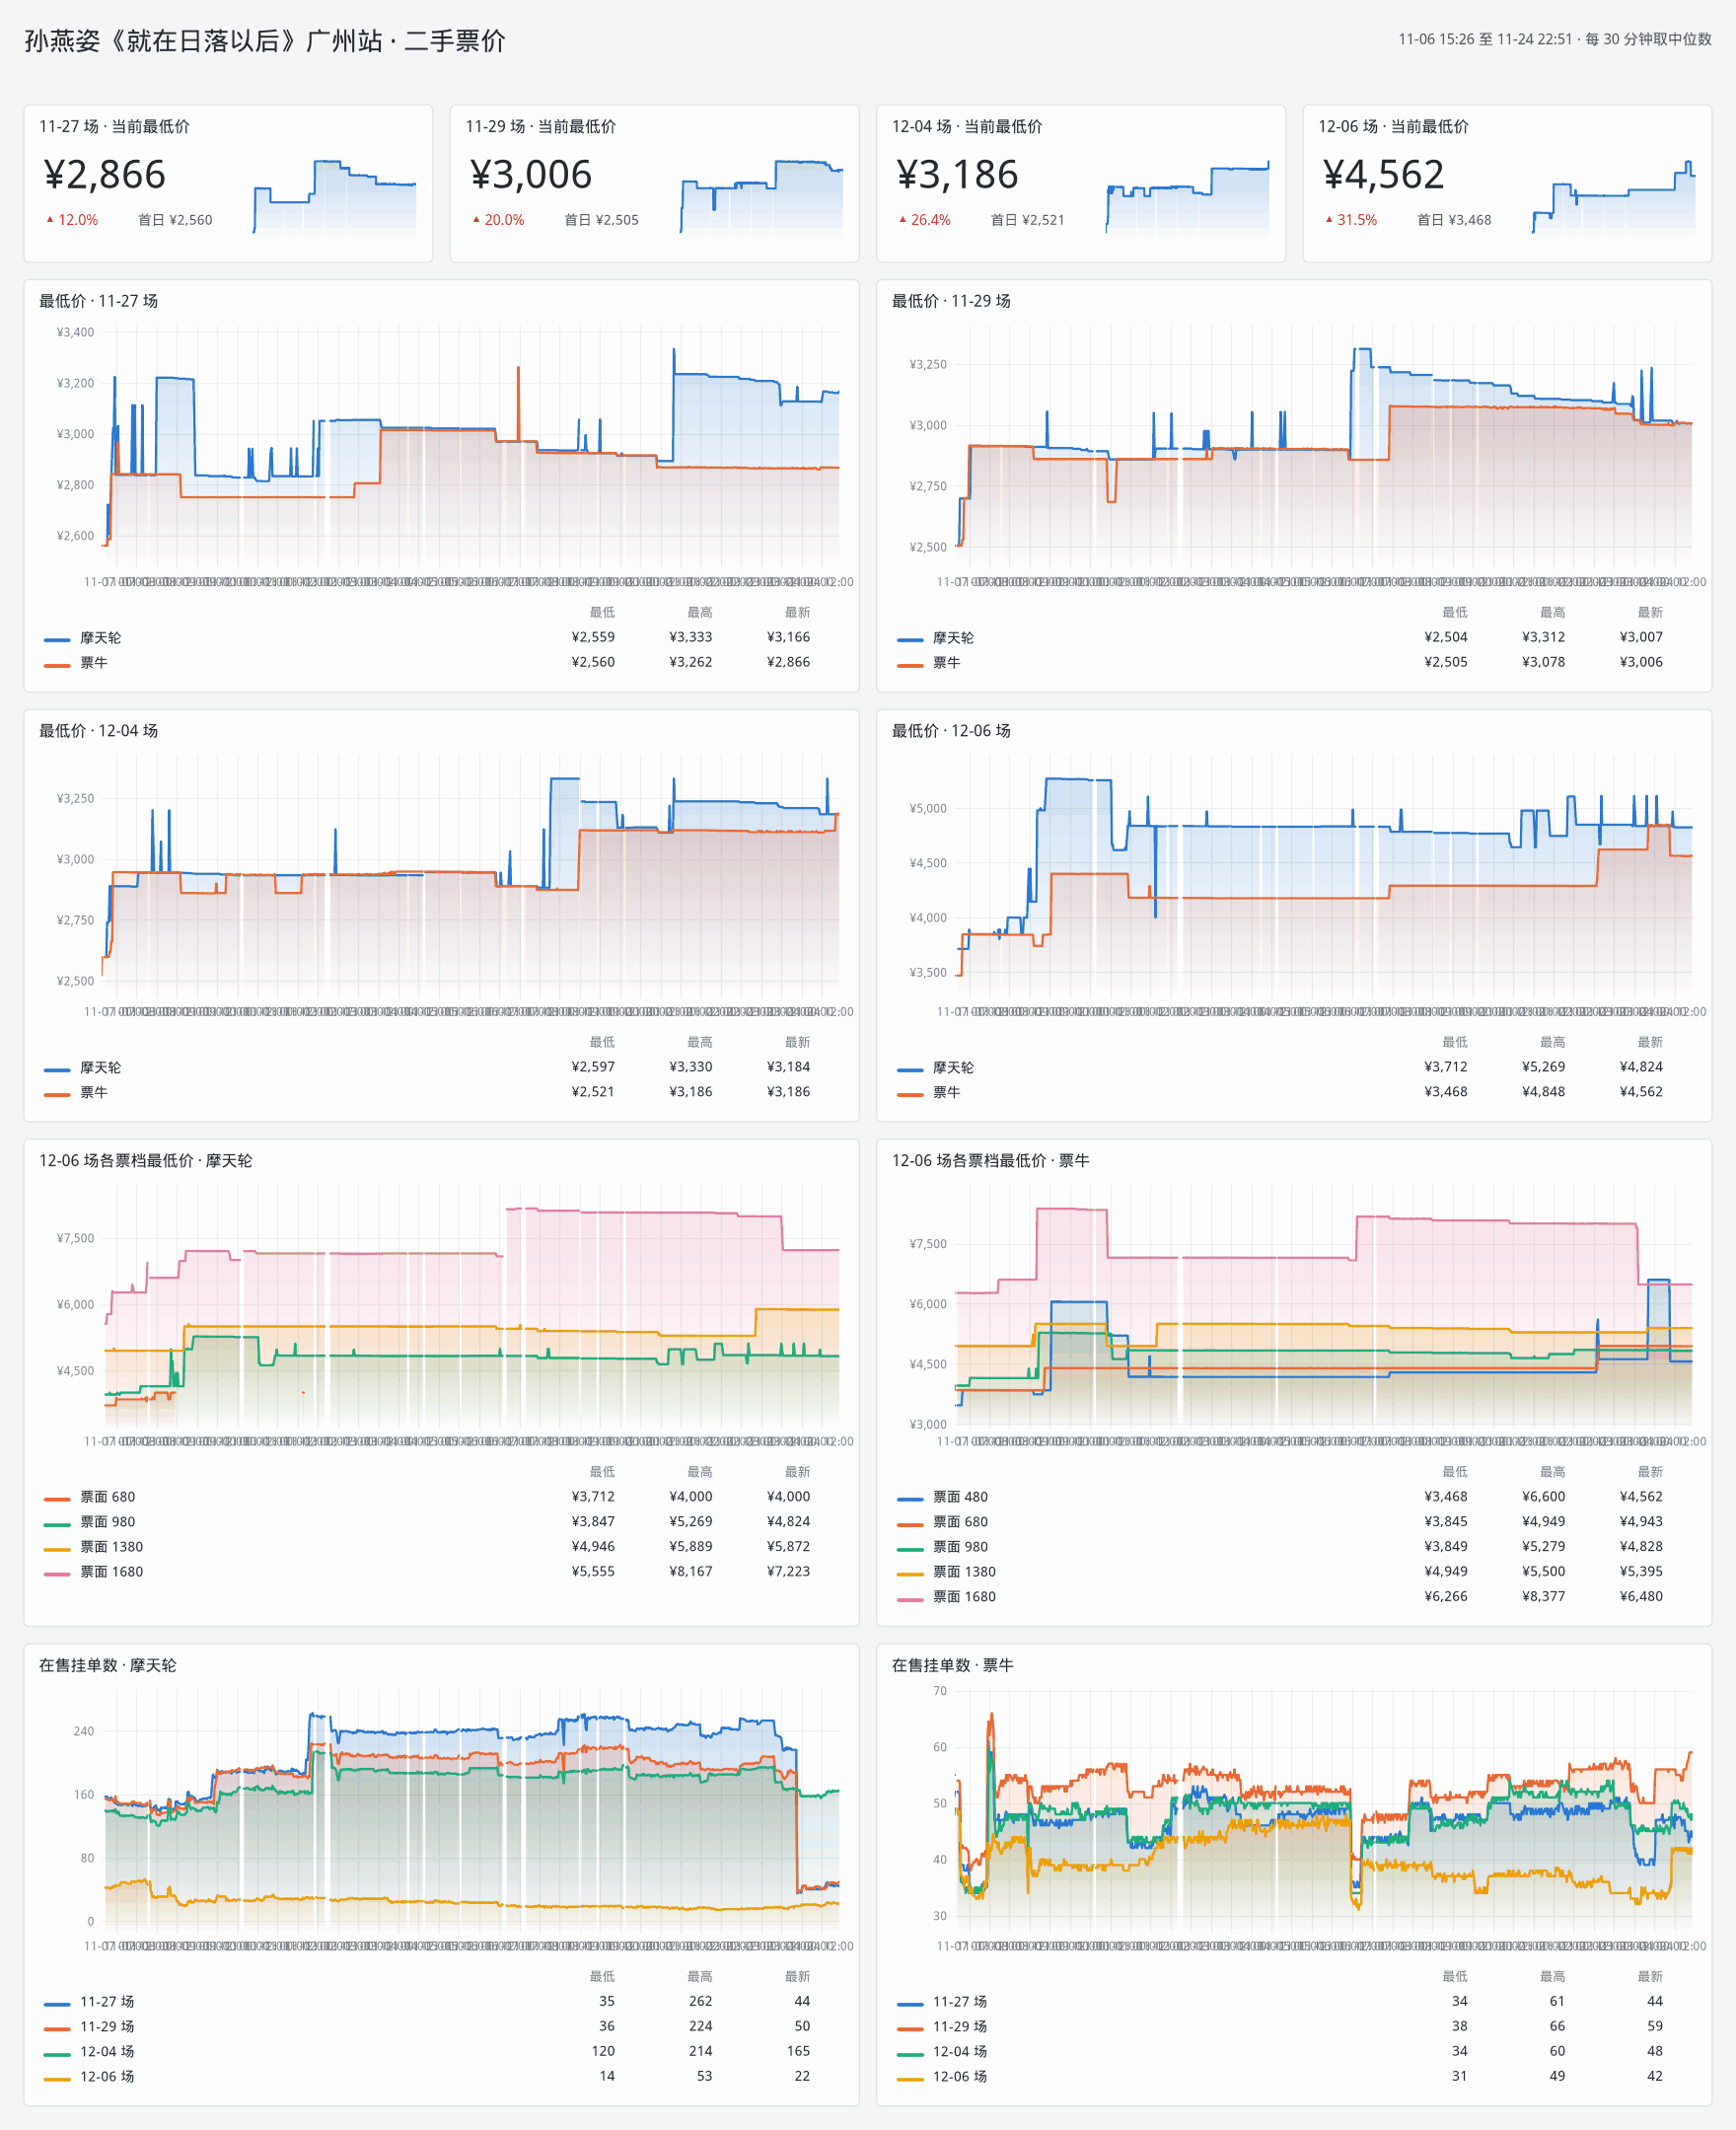 孙燕姿《就在日落以后》广州站 · 二手票价
11-06 15:26 至 11-24 22:51 · 每 30 分钟取中位数
11-27 场 · 当前最低价
¥2,866
▲ 12.0% 首日 ¥2,560
11-29 场 · 当前最低价
¥3,006
▲ 20.0% 首日 ¥2,505
12-04 场 · 当前最低价
¥3,186
▲ 26.4% 首日 ¥2,521
12-06 场 · 当前最低价
¥4,562
▲ 31.5% 首日 ¥3,468
最低价 · 11-27 场
¥3,400
¥3,200
¥3,000
¥2,800
¥2,600
最低 最高 最新
摩天轮 ¥2,559 ¥3,333 ¥3,166
票牛 ¥2,560 ¥3,262 ¥2,866
最低价 · 11-29 场
¥3,250
¥3,000
¥2,750
¥2,500
最低 最高 最新
摩天轮 ¥2,504 ¥3,312 ¥3,007
票牛 ¥2,505 ¥3,078 ¥3,006
最低价 · 12-04 场
¥3,250
¥3,000
¥2,750
¥2,500
最低 最高 最新
摩天轮 ¥2,597 ¥3,330 ¥3,184
票牛 ¥2,521 ¥3,186 ¥3,186
最低价 · 12-06 场
¥5,000
¥4,500
¥4,000
¥3,500
最低 最高 最新
摩天轮 ¥3,712 ¥5,269 ¥4,824
票牛 ¥3,468 ¥4,848 ¥4,562
12-06 场各票档最低价 · 摩天轮
¥7,500
¥6,000
¥4,500
最低 最高 最新
票面 680 ¥3,712 ¥4,000 ¥4,000
票面 980 ¥3,847 ¥5,269 ¥4,824
票面 1380 ¥4,946 ¥5,889 ¥5,872
票面 1680 ¥5,555 ¥8,167 ¥7,223
12-06 场各票档最低价 · 票牛
¥7,500
¥6,000
¥4,500
¥3,000
最低 最高 最新
票面 480 ¥3,468 ¥6,600 ¥4,562
票面 680 ¥3,845 ¥4,949 ¥4,943
票面 980 ¥3,849 ¥5,279 ¥4,828
票面 1380 ¥4,949 ¥5,500 ¥5,395
票面 1680 ¥6,266 ¥8,377 ¥6,480
在售挂单数 · 摩天轮
240
160
80
0
最低 最高 最新
11-27 场 35 262 44
11-29 场 36 224 50
12-04 场 120 214 165
12-06 场 14 53 22
在售挂单数 · 票牛
70
60
50
40
30
最低 最高 最新
11-27 场 34 61 44
11-29 场 38 66 59
12-04 场 34 60 48
12-06 场 31 49 42